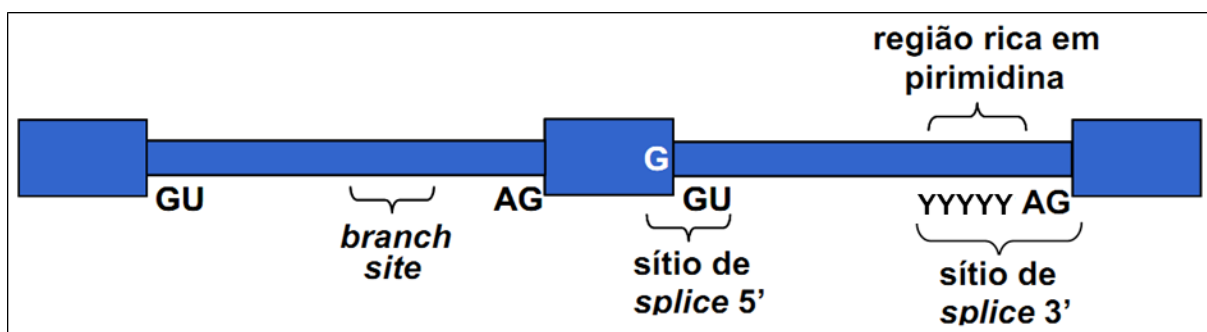 região rica em
pirimidina
G
GU
AG
GU
YYYYY AG
branch
site
sítio de
splice 5’
sítio de
splice 3’